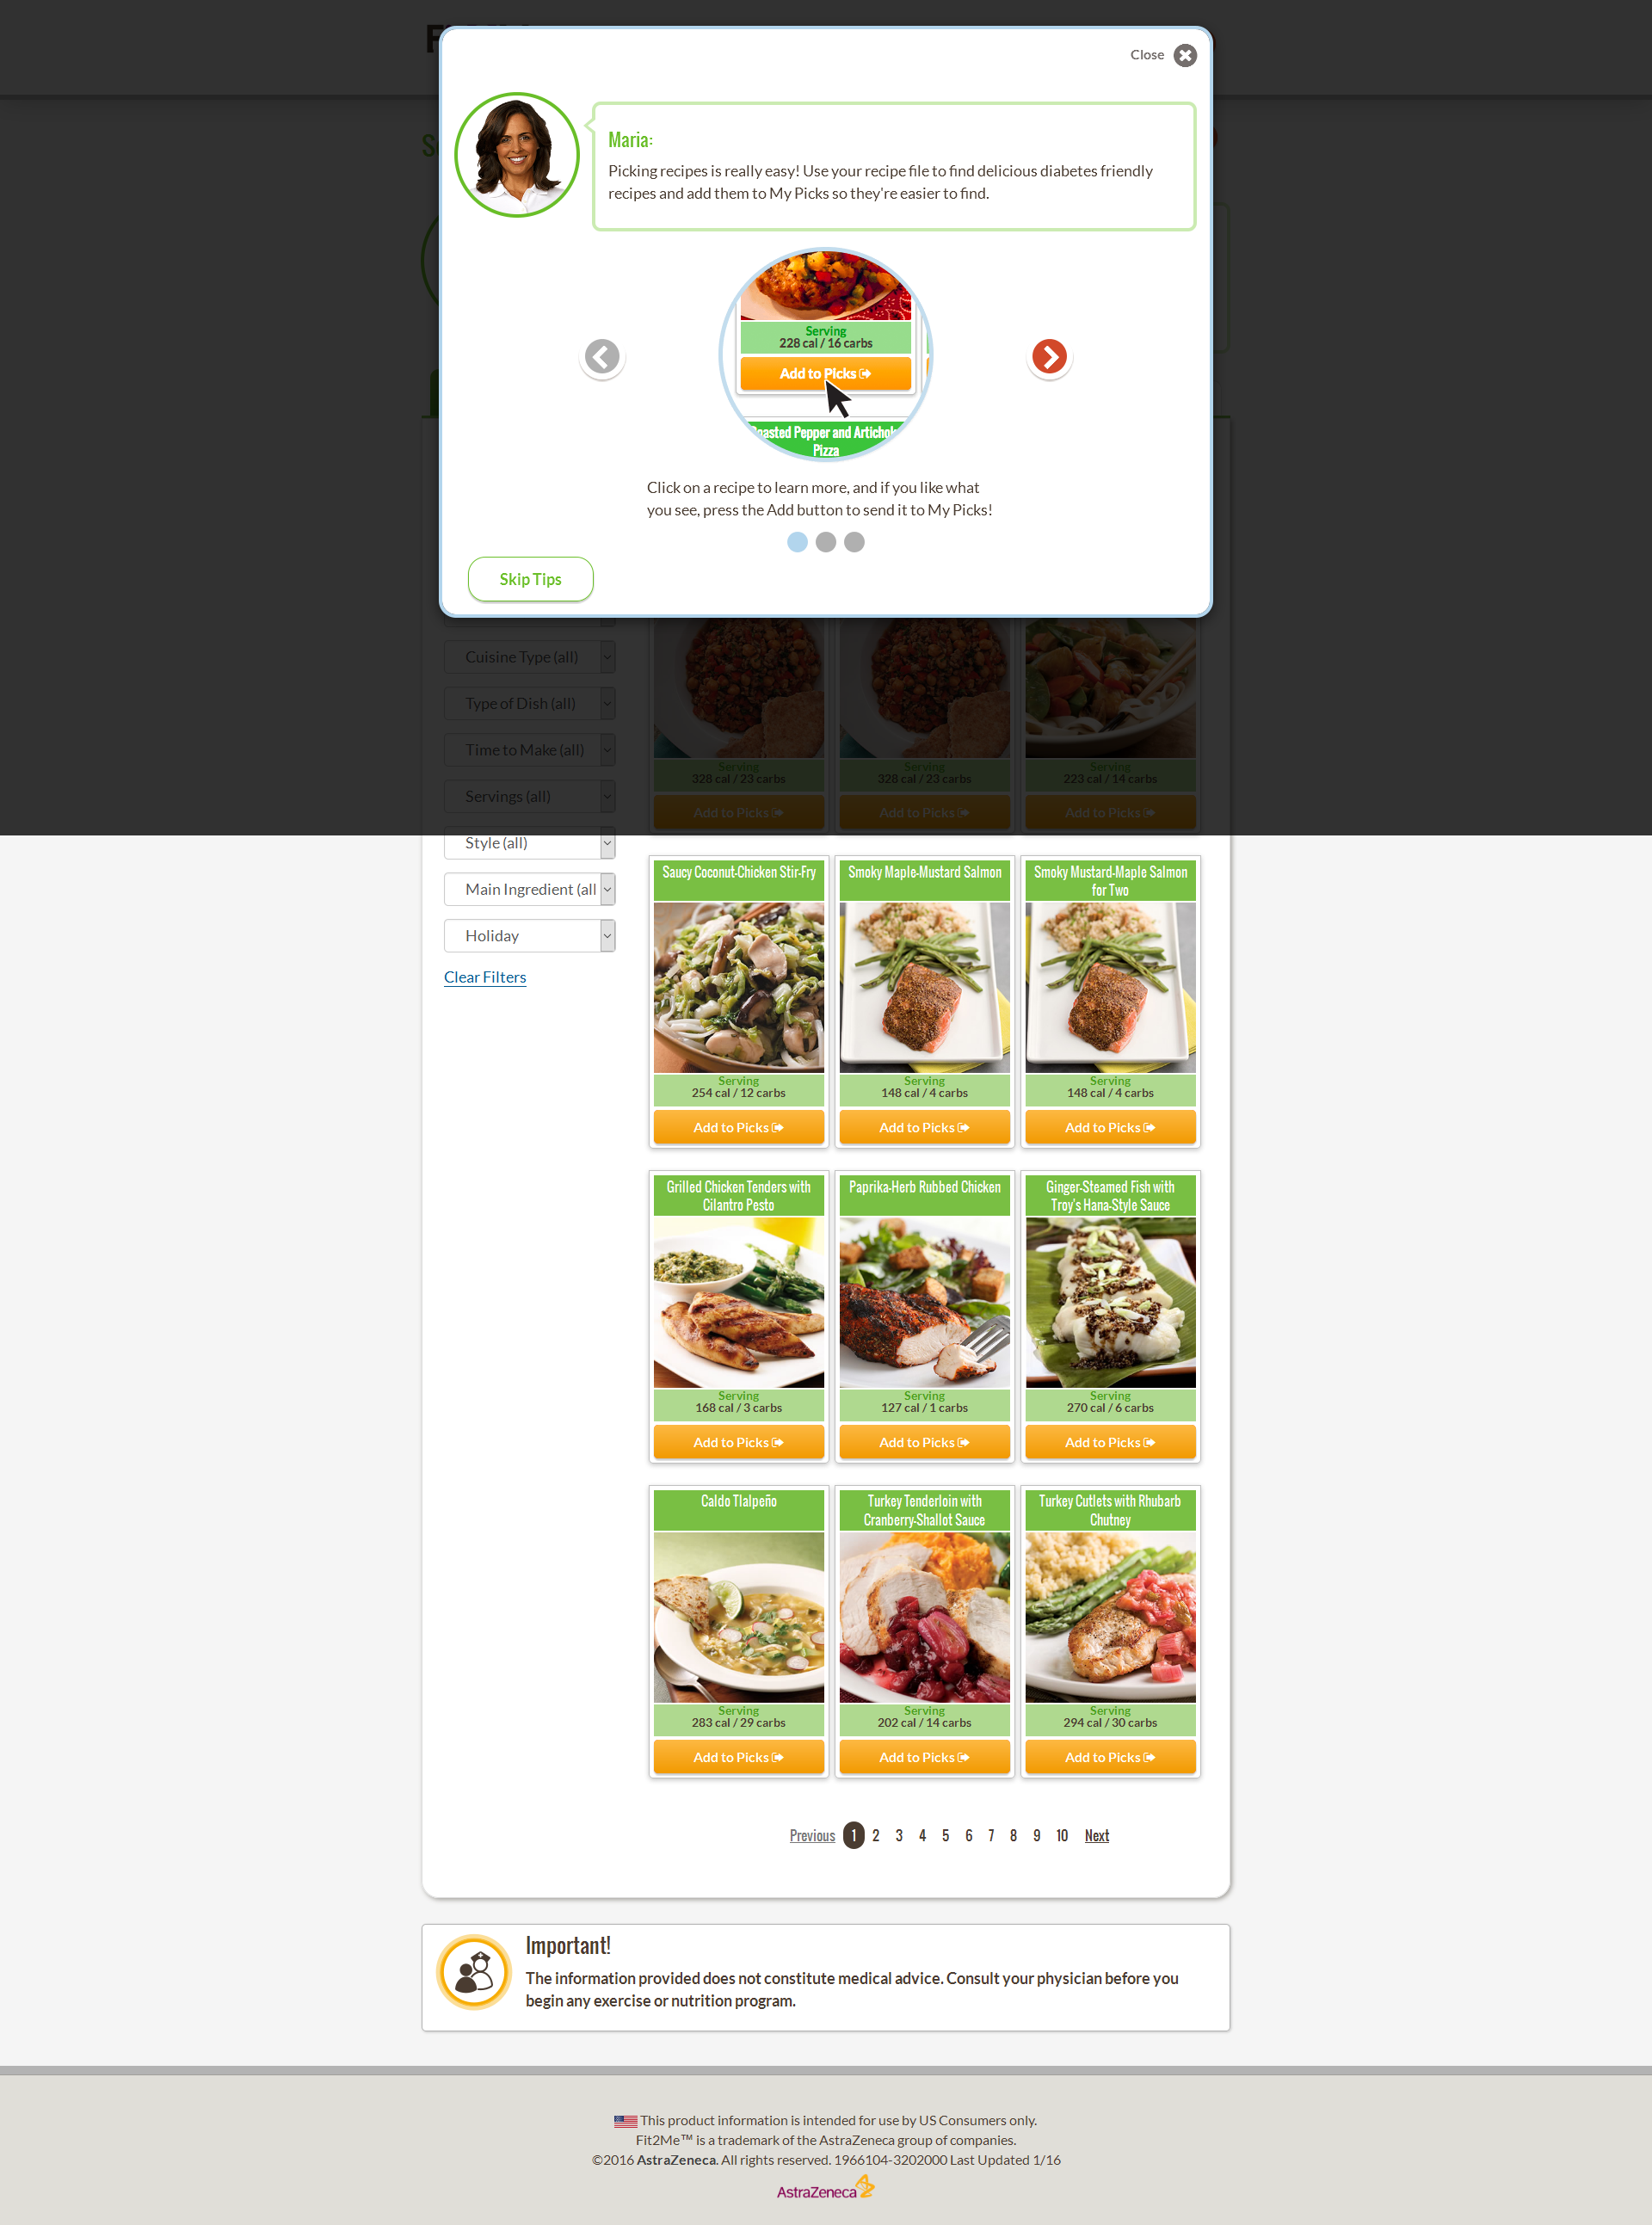 Close
Maria:
Picking recipes is really easy! Use your recipe file to find delicious diabetes friendly
recipes and add them to My Picks so they're easier to find.
Serving
228 cal / 16 carbs
Add to Picks
Roasted Pepper and Artichok
Pizza
Click on a recipe to learn more, and if you like what
you see, press the Add button to send it to My Picks!
Skip Tips
Cuisine Type (all)
Type of Dish (all)
Time to Make (all)
Servings (all)
Style (all)
Main Ingredient (all
Holiday
Clear Filters
Serving Serving Serving
328 cal / 23 carbs 328 cal / 23 carbs 223 cal / 14 carbs
Add to Picks Add to Picks Add to Picks
Saucy Coconut-Chicken Stir-Fry Smoky Maple-Mustard Salmon Smoky Mustard-Maple Salmon
for Two
Serving Serving Serving
254 cal / 12 carbs 148 cal / 4 carbs 148 cal / 4 carbs
Add to Picks Add to Picks Add to Picks
Grilled Chicken Tenders with Paprika-Herb Rubbed Chicken Ginger-Steamed Fish with
Cilantro Pesto Troy's Hana-Style Sauce
Serving Serving Serving
168 cal / 3 carbs 127 cal / 1 carbs 270 cal / 6 carbs
Add to Picks Add to Picks Add to Picks
Caldo Tlalpeño Turkey Tenderloin with Turkey Cutlets with Rhubarb
Cranberry-Shallot Sauce Chutney
Serving Serving Serving
283 cal / 29 carbs 202 cal / 14 carbs 294 cal / 30 carbs
Add to Picks Add to Picks Add to Picks
Previous 1 2 3 4 5 6 7 8 9 10 Next
Important!
The information provided does not constitute medical advice. Consult your physician before you
begin any exercise or nutrition program.
This product information is intended for use by US Consumers only.
Fit2Me™ is a trademark of the AstraZeneca group of companies.
©2016 AstraZeneca. All rights reserved. 1966104-3202000 Last Updated 1/16
AstraZeneca